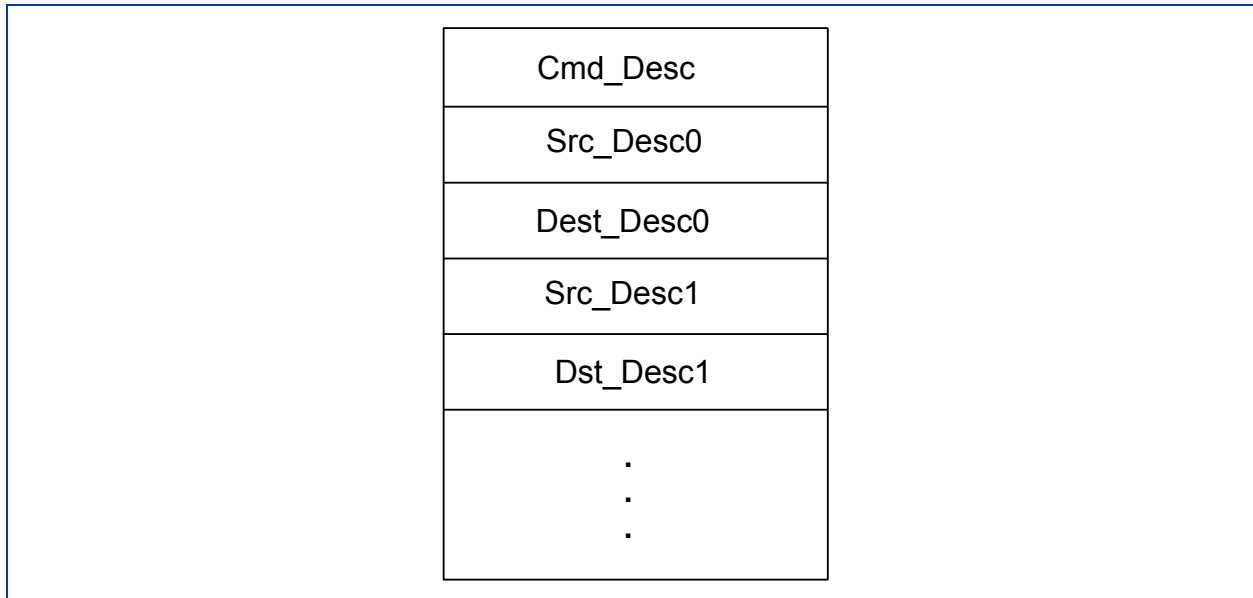 Cmd_Desc
Src_Desc0
Dest_Desc0
Src_Desc1
Dst_Desc1
.
.
.